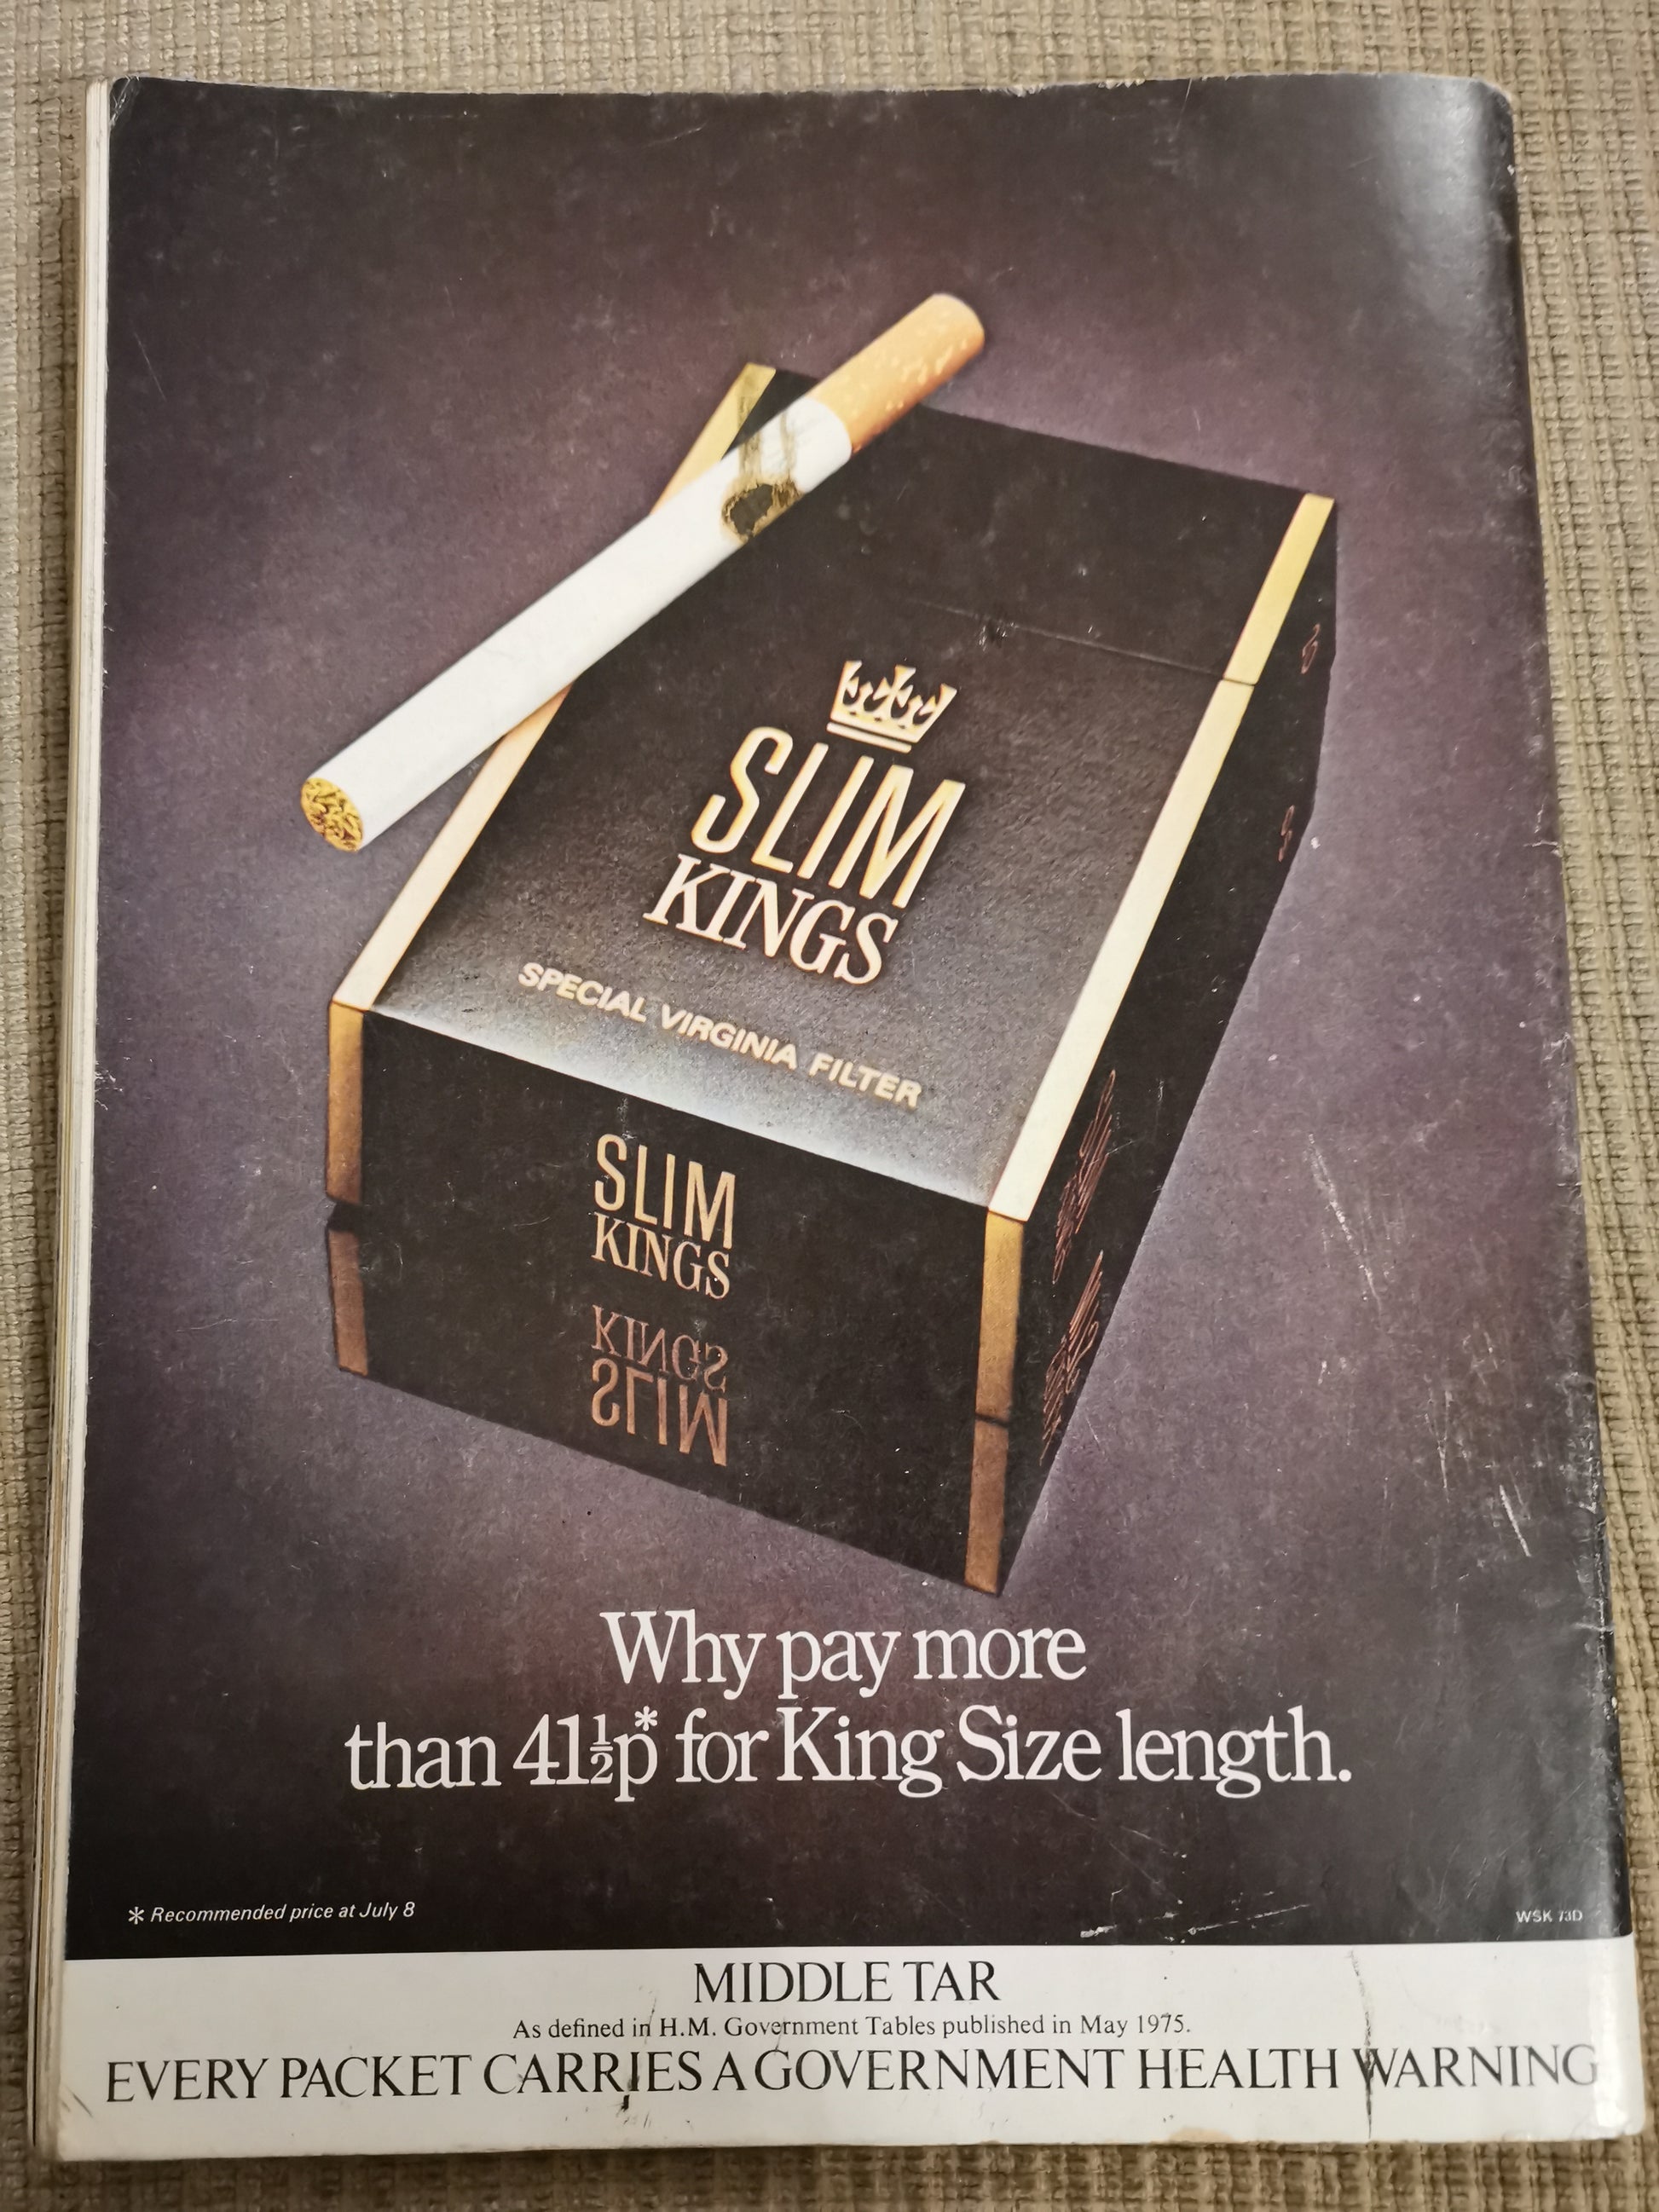 SLIM
KINGS
SPECIAL VIRGINIA FILTER
SLIM
KINGS
KINGS
SLIM
Why pay more
than 41½p* for King Size length.
* Recommended price at July 8
WSK 73D
MIDDLE TAR
As defined in H.M. Government Tables published in May 1975.
EVERY PACKET CARRIES A GOVERNMENT HEALTH WARNING